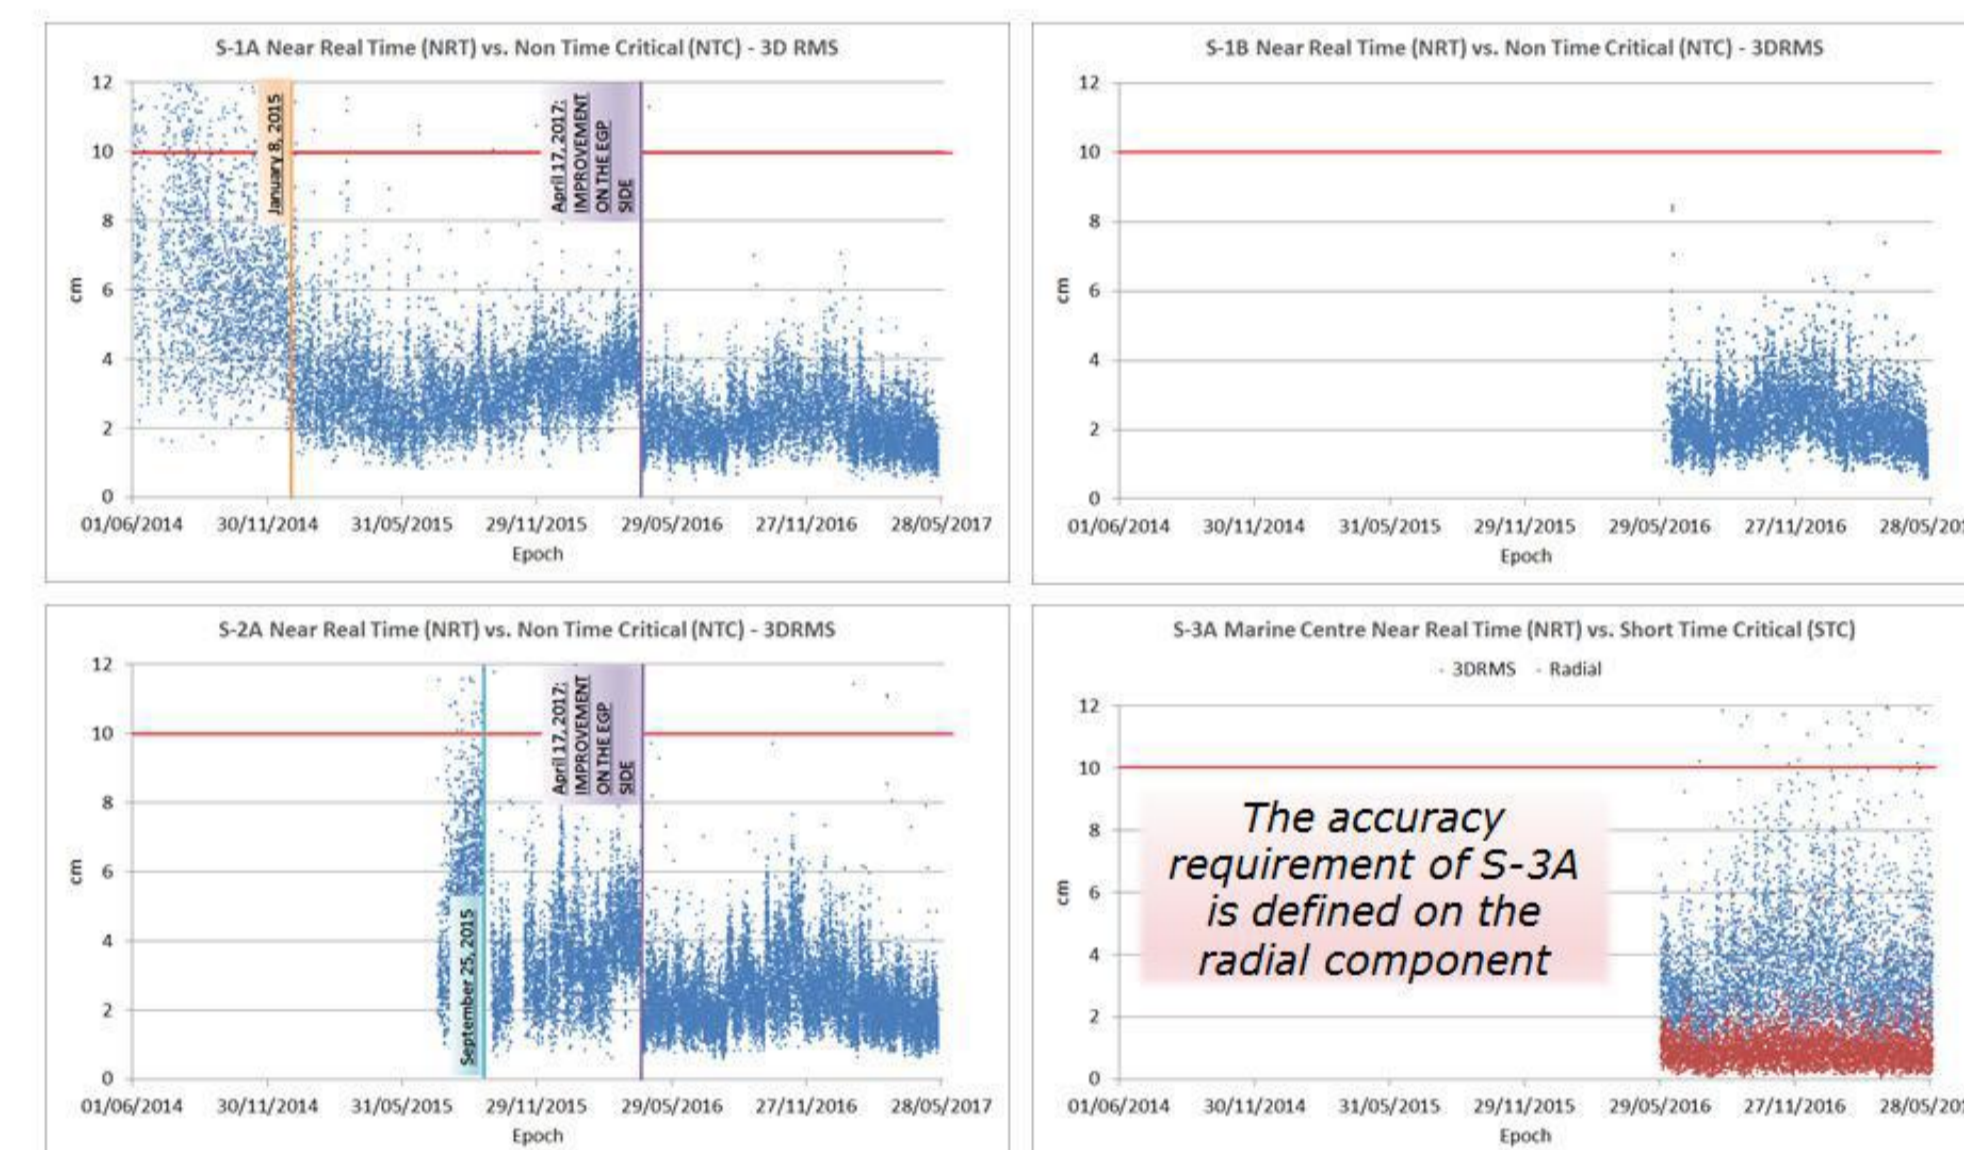 S-1A Near Real Time (NRT) vs. Non Time Critical (NTC) - 3D RMS
12
10
8
6
4
2
0
cm
January 8, 2015
April 17, 2017:
IMPROVEMENT
ON THE EGP
SIDE
01/06/2014 30/11/2014 31/05/2015 29/11/2015 29/05/2016 27/11/2016 28/05/2017
Epoch
S-1B Near Real Time (NRT) vs. Non Time Critical (NTC) - 3DRMS
12
10
8
6
4
2
0
cm
01/06/2014 30/11/2014 31/05/2015 29/11/2015 29/05/2016 27/11/2016 28/05/201
Epoch
S-2A Near Real Time (NRT) vs. Non Time Critical (NTC) - 3DRMS
12
10
8
6
4
2
0
cm
September 25, 2015
April 17, 2017:
IMPROVEMENT
ON THE EGP
SIDE
01/06/2014 30/11/2014 31/05/2015 29/11/2015 29/05/2016 27/11/2016 28/05/2017
Epoch
S-3A Marine Centre Near Real Time (NRT) vs. Short Time Critical (STC)
3DRMS Radial
12
10
8
6
4
2
0
cm
The accuracy
requirement of S-3A
is defined on the
radial component
01/06/2014 30/11/2014 31/05/2015 29/11/2015 29/05/2016 27/11/2016 28/05/201
Epoch